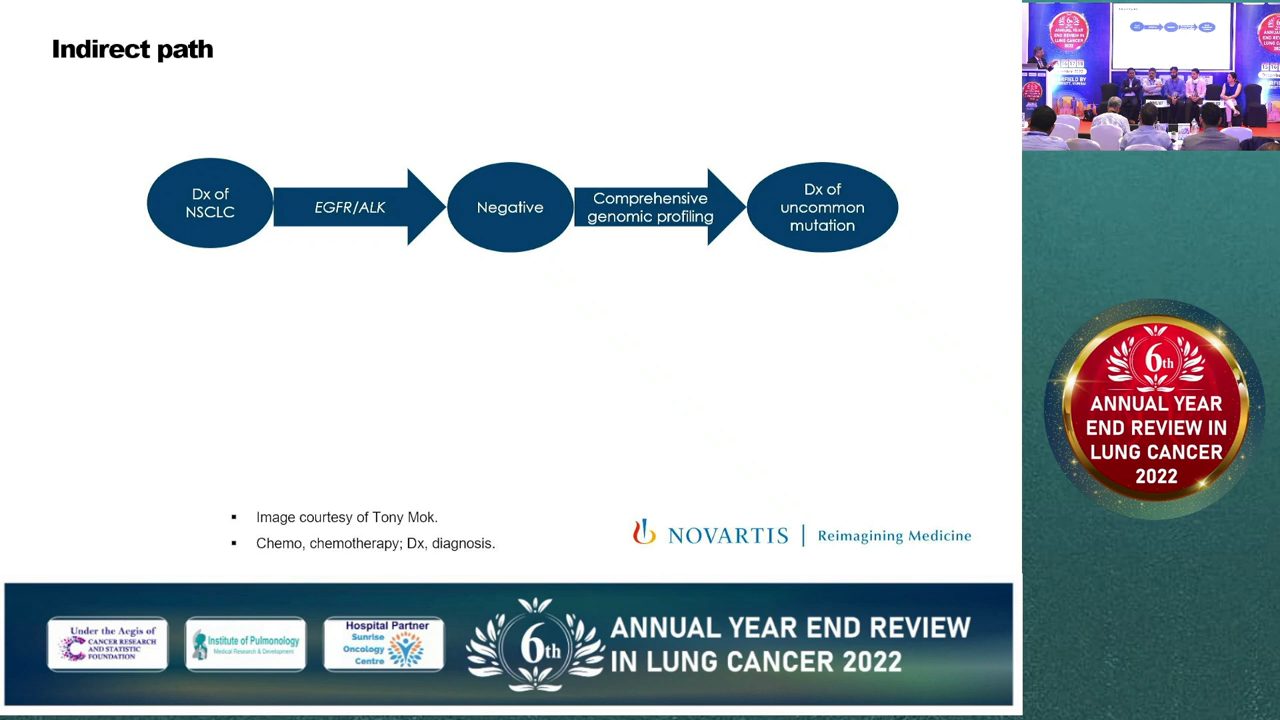 Indirect path
Dx of
NSCLC
EGFR/ALK
Negative
Comprehensive
genomic profiling
Dx of
uncommon
mutation
▪ Image courtesy of Tony Mok.
▪ Chemo, chemotherapy; Dx, diagnosis.
NOVARTIS | Reimagining Medicine
6th
ANNUAL YEAR
END REVIEW IN
LUNG CANCER
2022
Under the Aegis of
CANCER RESEARCH
AND STATISTIC
FOUNDATION
Institute of Pulmonology
Medical Research & Development
Hospital Partner
Sunrise
Oncology
Centre
6th
ANNUAL YEAR END REVIEW
IN LUNG CANCER 2022